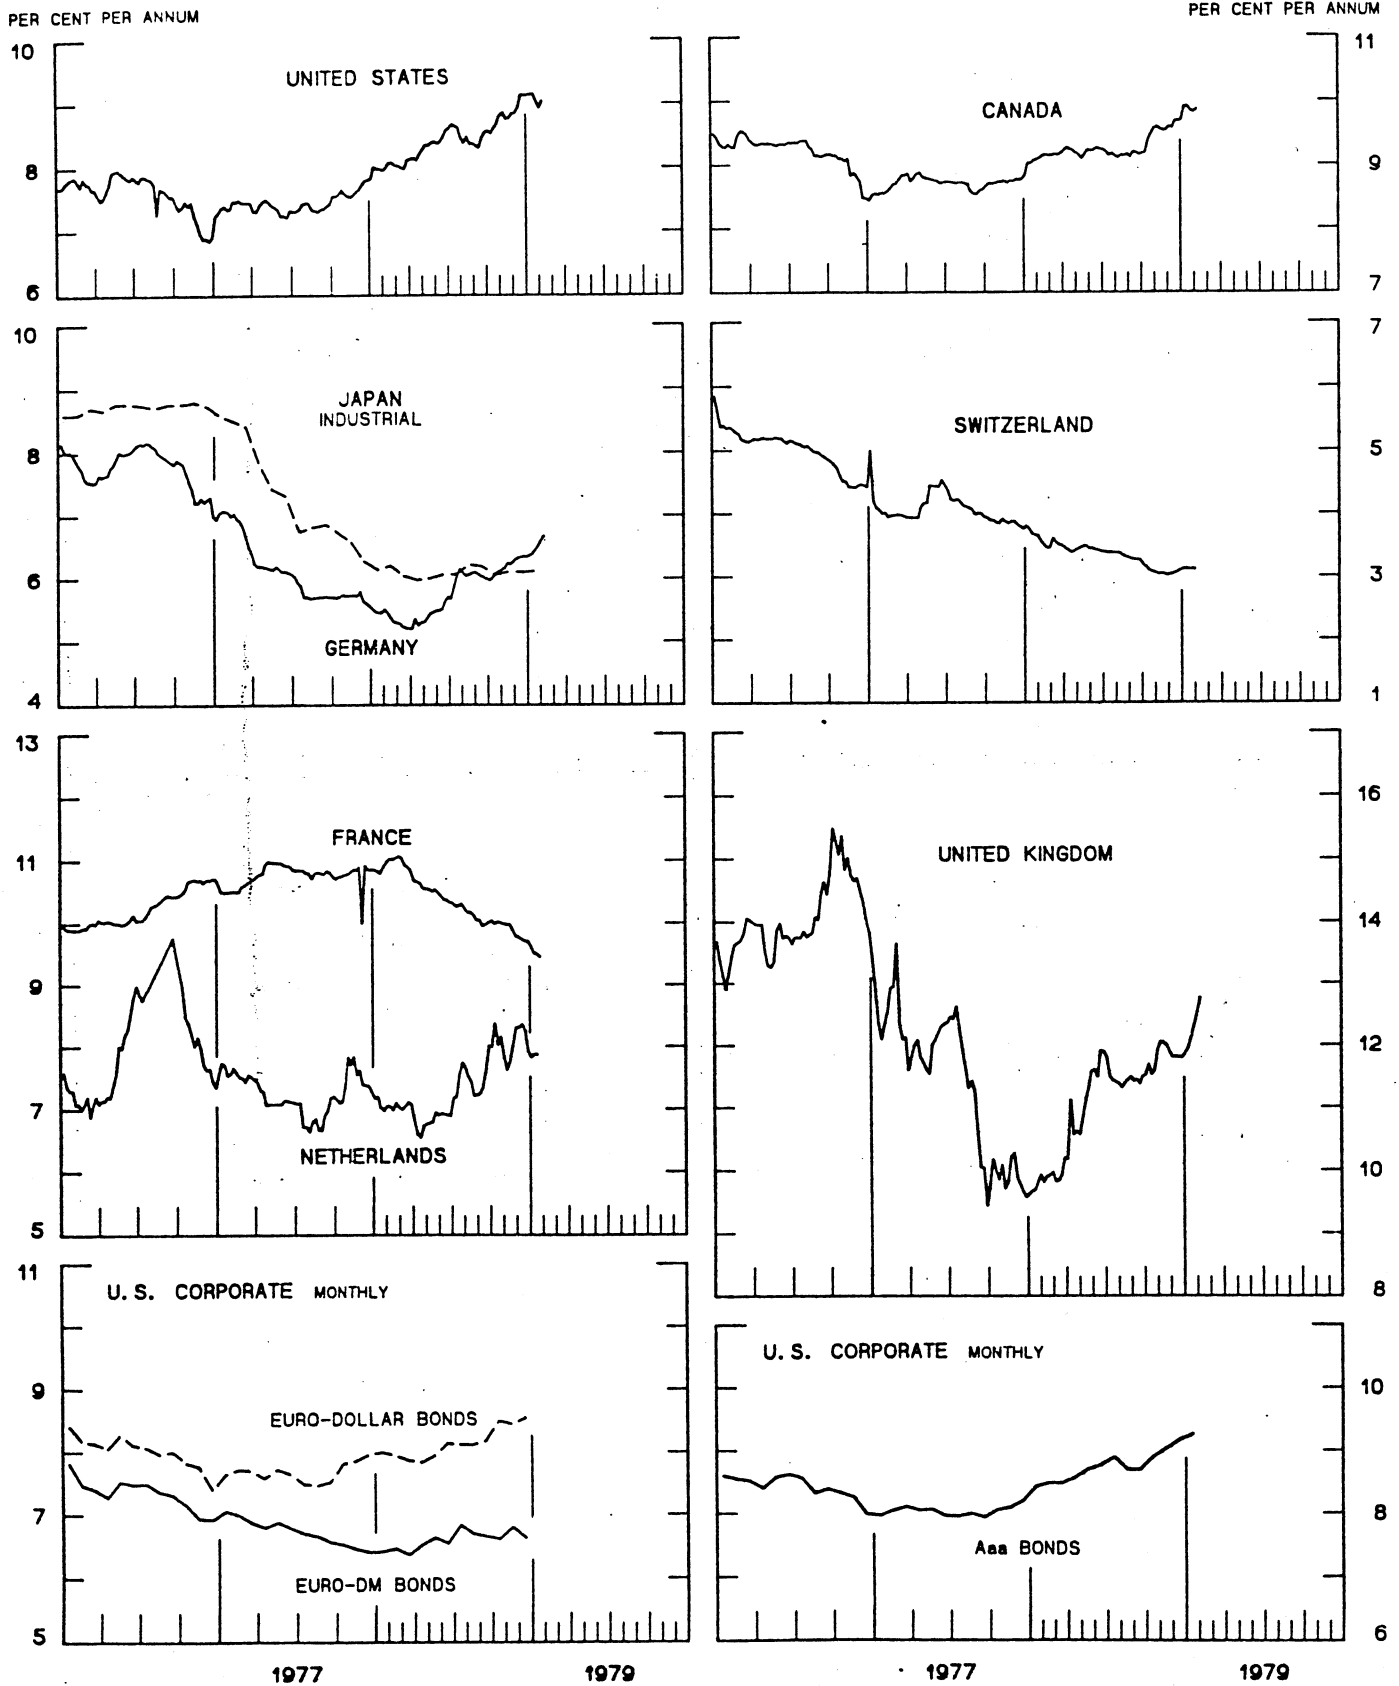 PER CENT PER ANNUM
PER CENT PER ANNUM
10
8
6
UNITED STATES
11
9
7
CANADA
10
8
6
4
JAPAN
INDUSTRIAL
GERMANY
7
5
3
1
SWITZERLAND
13
11
9
7
5
FRANCE
NETHERLANDS
16
14
12
10
8
UNITED KINGDOM
11
9
7
5
U.S. CORPORATE MONTHLY
EURO-DOLLAR BONDS
EURO-DM BONDS
10
8
6
U.S. CORPORATE MONTHLY
Aaa BONDS
1977
1979
1977
1979